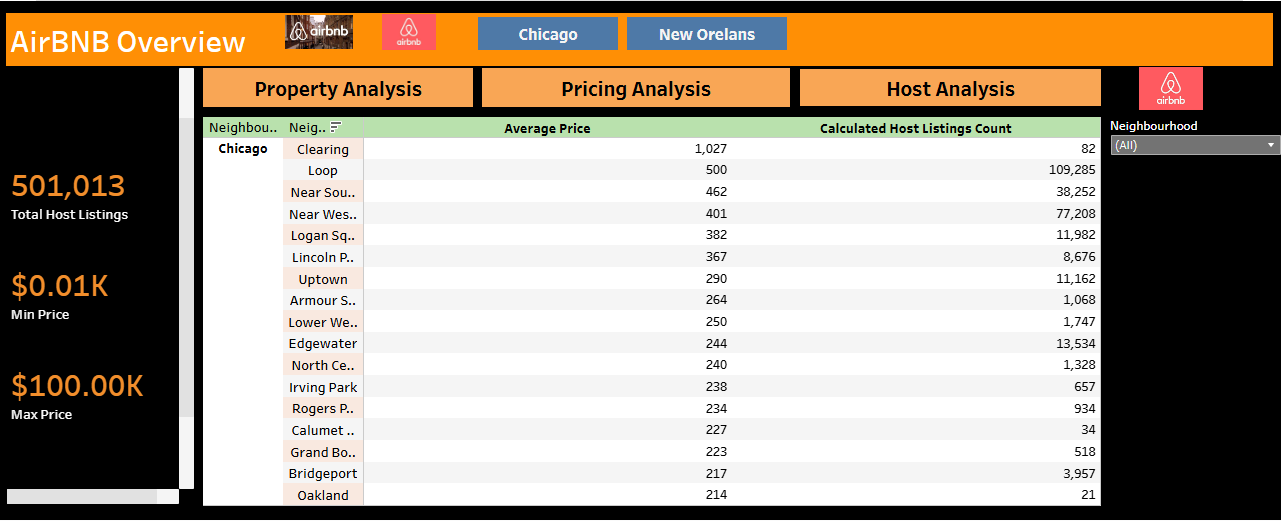 AirBNB Overview
airbnb
airbnb
Chicago
New Orelans
Property Analysis
Pricing Analysis
Host Analysis
airbnb
501,013
Total Host Listings
$0.01K
Min Price
$100.00K
Max Price
Neighbou.. Neig.. Average Price Calculated Host Listings Count
Chicago Clearing 1,027 82
Loop 500 109,285
Near Sou.. 462 38,252
Near Wes.. 401 77,208
Logan Sq.. 382 11,982
Lincoln P.. 367 8,676
Uptown 290 11,162
Armour S.. 264 1,068
Lower We.. 250 1,747
Edgewater 244 13,534
North Ce.. 240 1,328
Irving Park 238 657
Rogers P.. 234 934
Calumet .. 227 34
Grand Bo.. 223 518
Bridgeport 217 3,957
Oakland 214 21
Neighbourhood
(All)